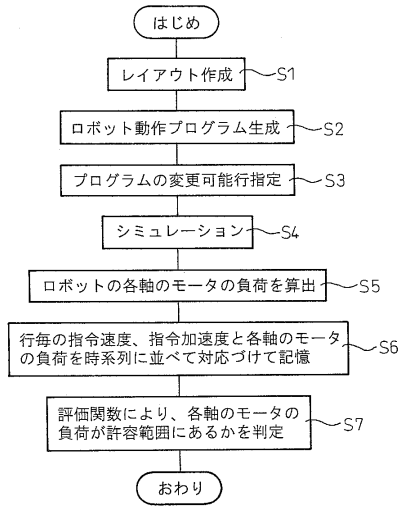 はじめ
レイアウト作成
S1
ロボット動作プログラム生成
S2
プログラムの変更可能行指定
S3
シミュレーション
S4
ロボットの各軸のモータの負荷を算出
S5
行毎の指令速度、指令加速度と各軸のモータ
の負荷を時系列に並べて対応づけて記憶
S6
評価関数により、各軸のモータの
負荷が許容範囲にあるかを判定
S7
おわり